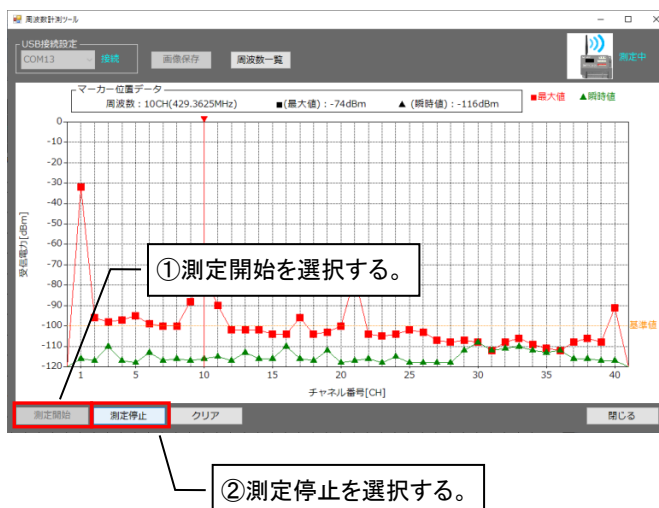 周波数計測ツール
USB接続設定
COM13
接続
画像保存
周波数一覧
測定中
マーカー位置データ
周波数：10CH(429.3625MHz) ■(最大値)：-74dBm ▲ (瞬時値)：-116dBm
■最大値 ▲瞬時値
0
-10
-20
-30
-40
-50
-60
-70
-80
-90
-100
-110
-120
受信電力[dBm]
①測定開始を選択する。
基準値
1 5 10 15 20 25 30 35 40
チャネル番号[CH]
測定開始 測定停止 クリア 閉じる
②測定停止を選択する。